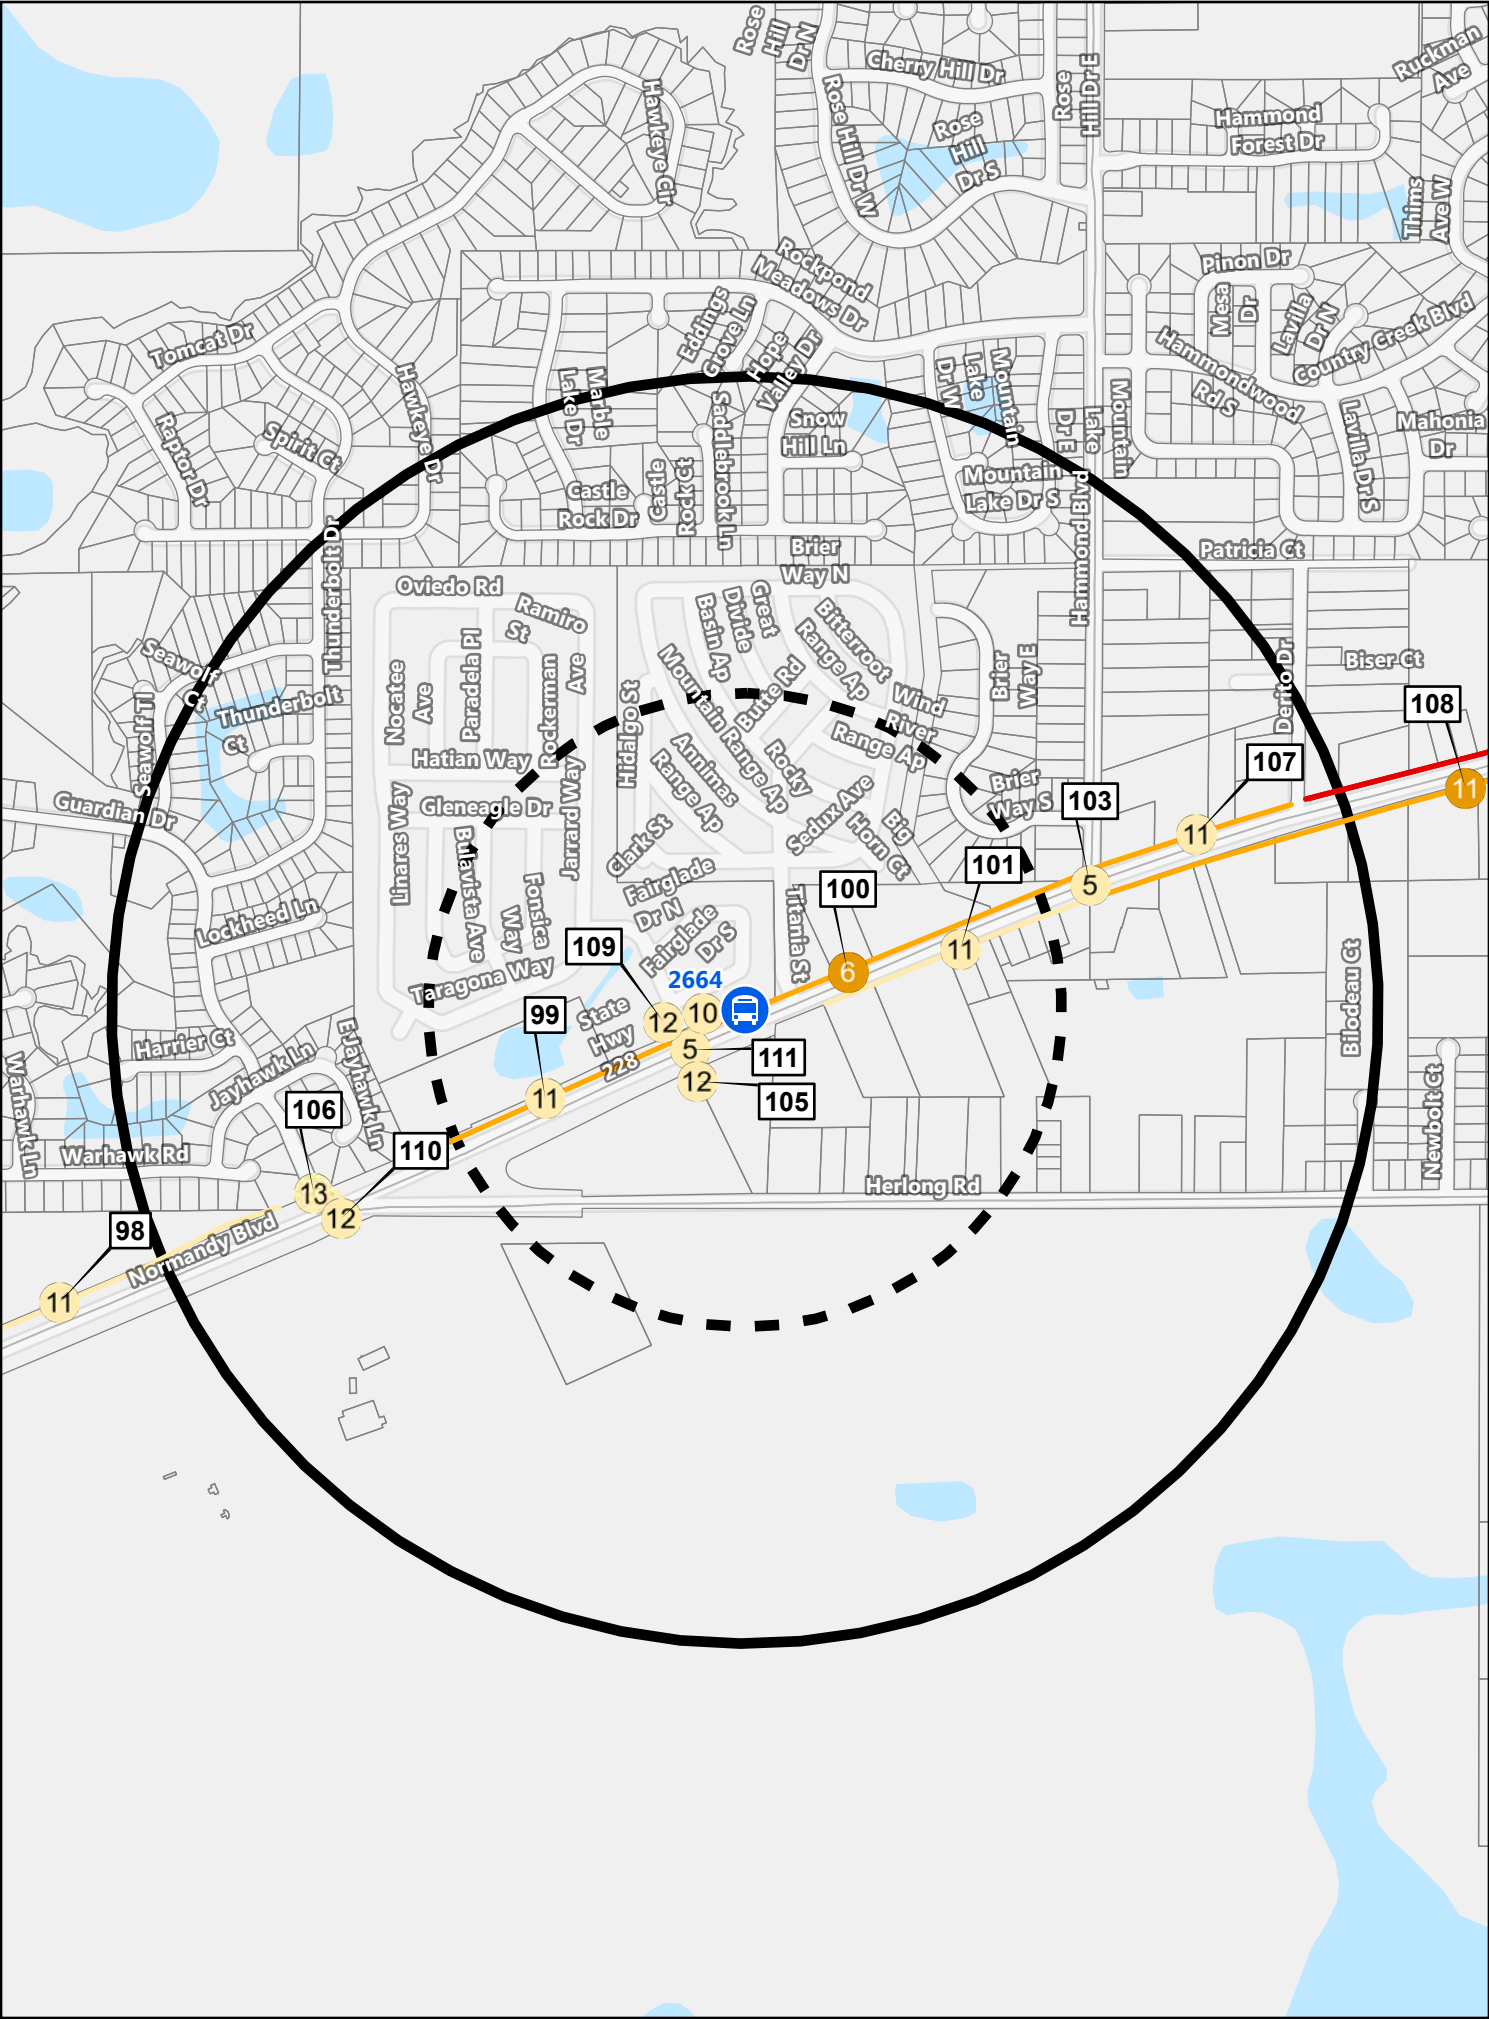 Rose
Hill
Dr N
Cherry Hill Dr
Rose
Hill Dr E
Ruckman
Ave
Hawkeye Cir
Rose Hill Dr W
Rose
Hill
Dr S
Hammond
Forest Dr
Thims
Ave W
Rockpond
Meadows Dr
Pinon Dr
Mesa
Dr
Lavilla
Dr N
Country Creek Blvd
Tomcat Dr
Eddings
Grove Ln
Hope
Valley Dr
Hammondwood
Rd S
Hawkeye Dr
Marble
Lake Dr
Mountain
Lake
Dr W
Mountain
Lake
Dr E
Raptor Dr
Spirit Ct
Saddlebrook Ln
Snow
Hill Ln
Lavilla Dr S
Mahonia
Dr
Castle
Rock Dr
Castle
Rock Ct
Mountain
Lake Dr S
Hammond Blvd
Thunderbolt Dr
Brier
Way N
Patricia Ct
Oviedo Rd
Ramiro
St
Great
Divide
Basin Ap
Bitterroot
Range Ap
Seawolf
Ct
Nocatee
Ave
Paradela Pl
Rockerman
Ave
Hidalgo St
Mountain Range Ap
Butte Rd
Wind
River
Range Ap
Brier
Way E
Derito Dr
Biser Ct
Seawolf Tl
Thunderbolt
Ct
Hatian Way
Annimas
Range Ap
Rocky
108
11
107
Guardian Dr
Linares Way
Gleneagle Dr
Jarrard Way
Sedux Ave
Big
Horn Ct
Brier
Way S
103
11
Clark St
101
5
Bulavista Ave
Fonsica
Way
Fairglade
Dr N
Titania St
100
Lockheed Ln
109
Fairglade
Dr S
11
Bilodeau Ct
Taragona Way
2664
6
99
State
Hwy
228
12
10
Harrier Ct
EJayhawk Ln
5
111
Jayhawk Ln
11
12
105
Warhawk Ln
106
Newbolt Ct
Warhawk Rd
110
Herlong Rd
13
12
98
Normandy Blvd
11